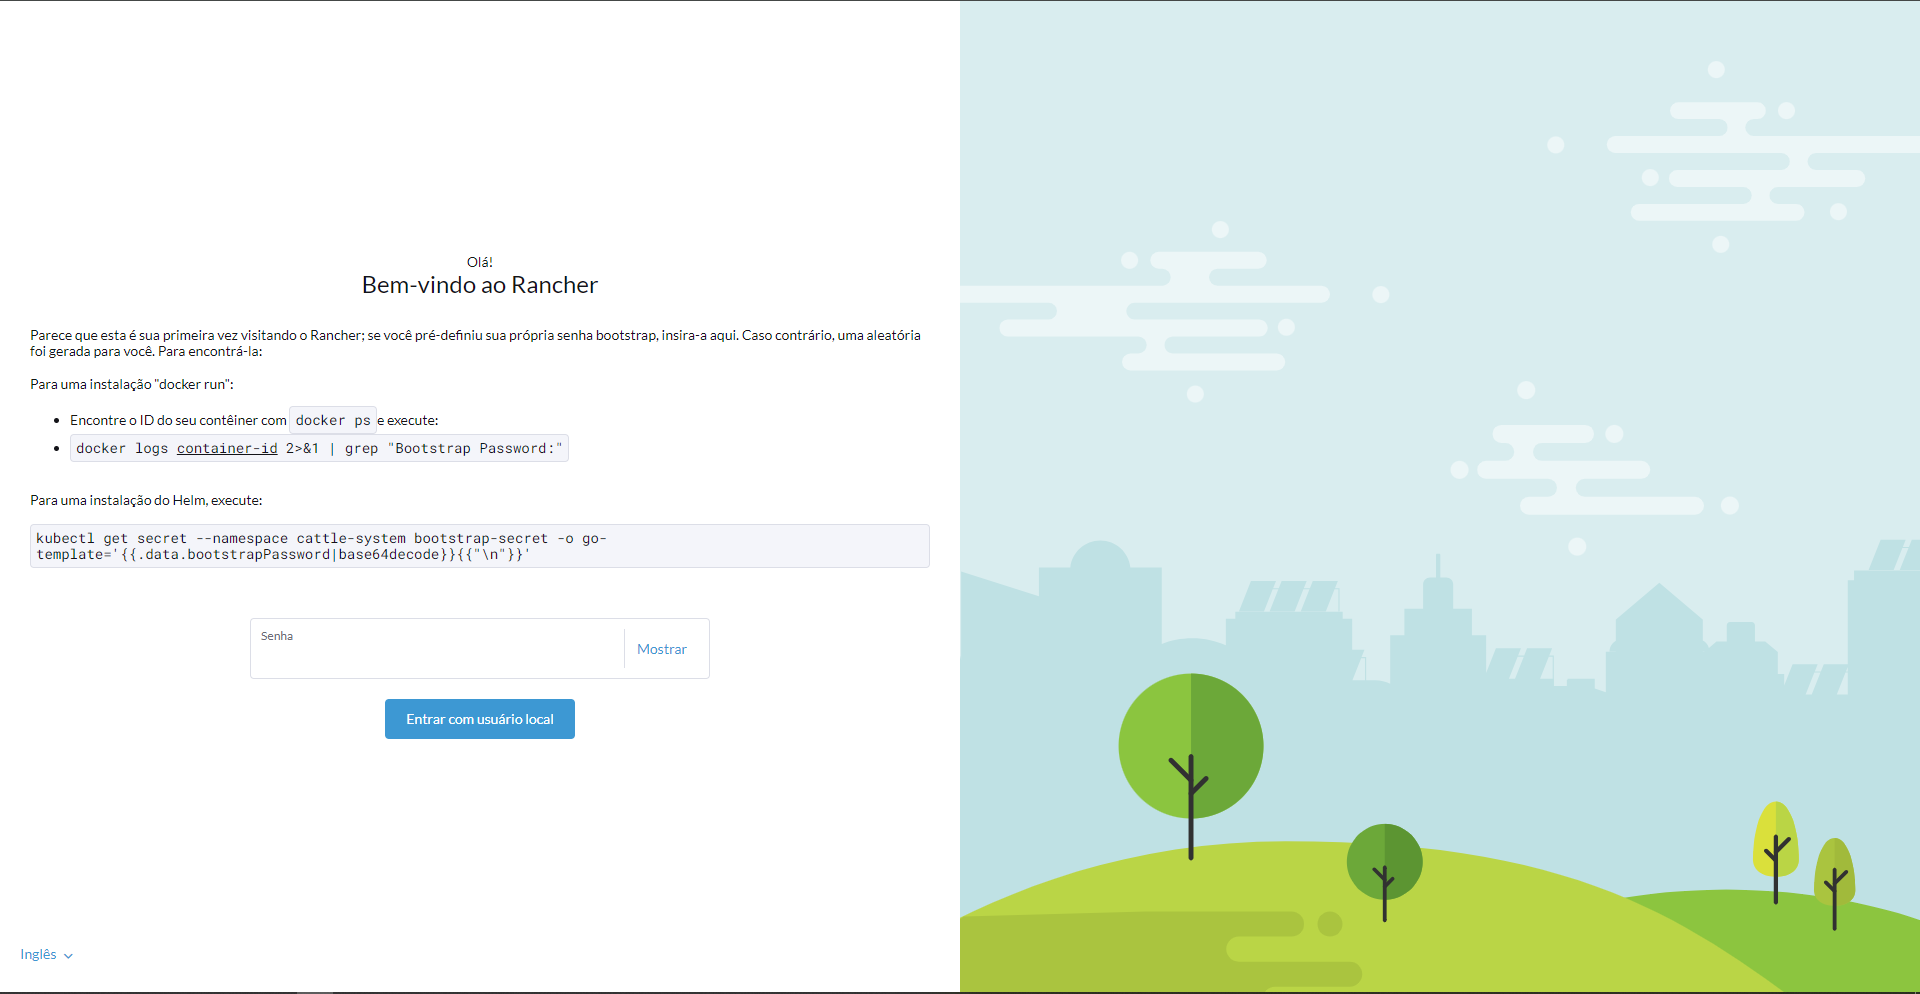 Olá!
Bem-vindo ao Rancher
Parece que esta é sua primeira vez visitando o Rancher; se você pré-definiu sua própria senha bootstrap, insira-a aqui. Caso contrário, uma aleatória
foi gerada para você. Para encontrá-la:
Para uma instalação "docker run":
Encontre o ID do seu contêiner com docker ps e execute:
docker logs container-id 2>&1 | grep "Bootstrap Password:"
Para uma instalação do Helm, execute:
kubectl get secret --namespace cattle-system bootstrap-secret -o go-
template='{{.data.bootstrapPassword|base64decode}}{{"\n"}}'
Senha
Mostrar
Entrar com usuário local
Inglês